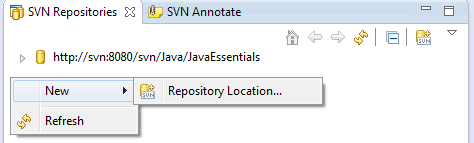 SVN Repositories SVN Annotate
http://svn:8080/svn/Java/JavaEssentials
New Repository Location...
Refresh